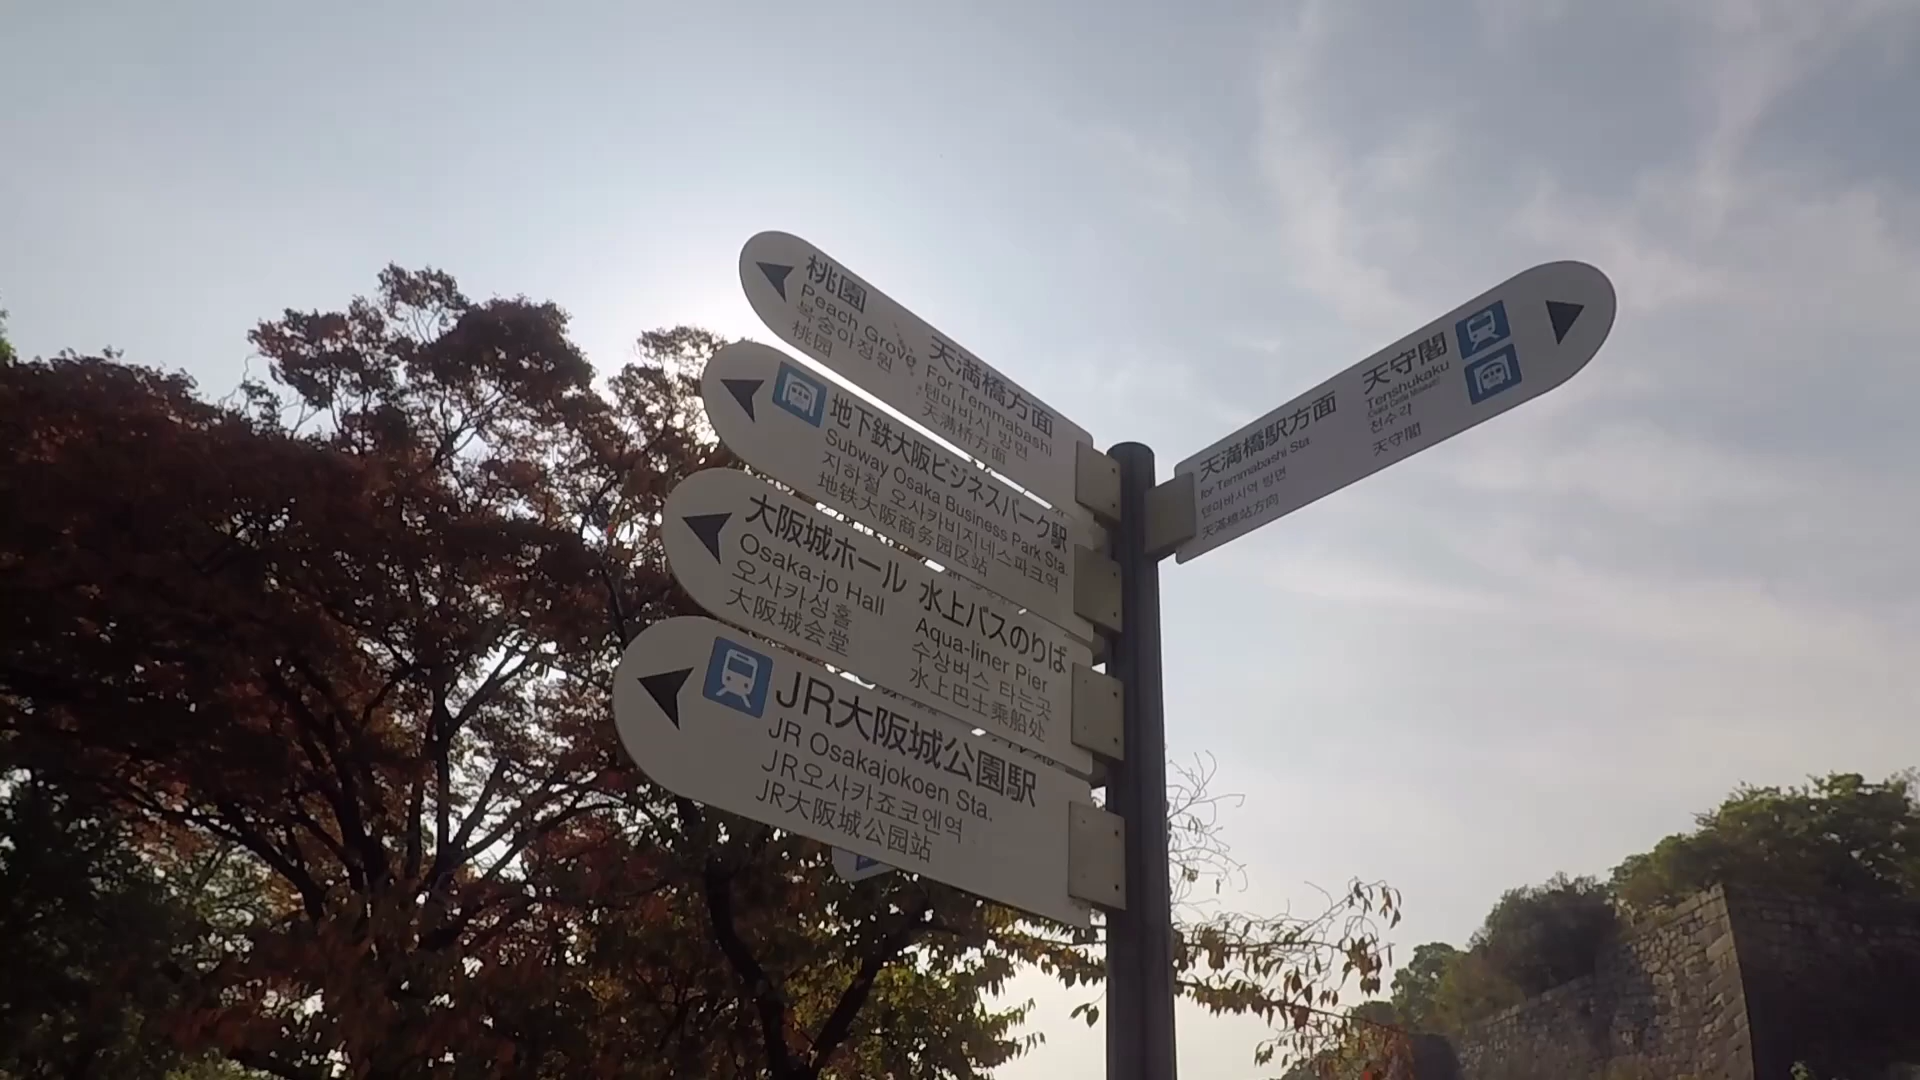 桃園
Peach Grove
복숭아정원
桃园
天満橋方面
For Temmabashi
텐마바시 방면
天满桥方面
地下鉄大阪ビジネスパーク駅
Subway Osaka Business Park Sta.
지하철 오사카비지네스파크역
地铁大阪商务园区站
大阪城ホール
Osaka-jo Hall
오사카성홀
大阪城会堂
水上バスのりば
Aqua-liner Pier
수상버스 타는곳
水上巴士乘船处
JR大阪城公園駅
JR Osakajokoen Sta.
JR오사카죠코엔역
JR大阪城公园站
天満橋駅方面
for Temmabashi Sta.
텐마바시역 방면
天满桥站方向
天守閣
Tenshukaku
천수각
天守阁